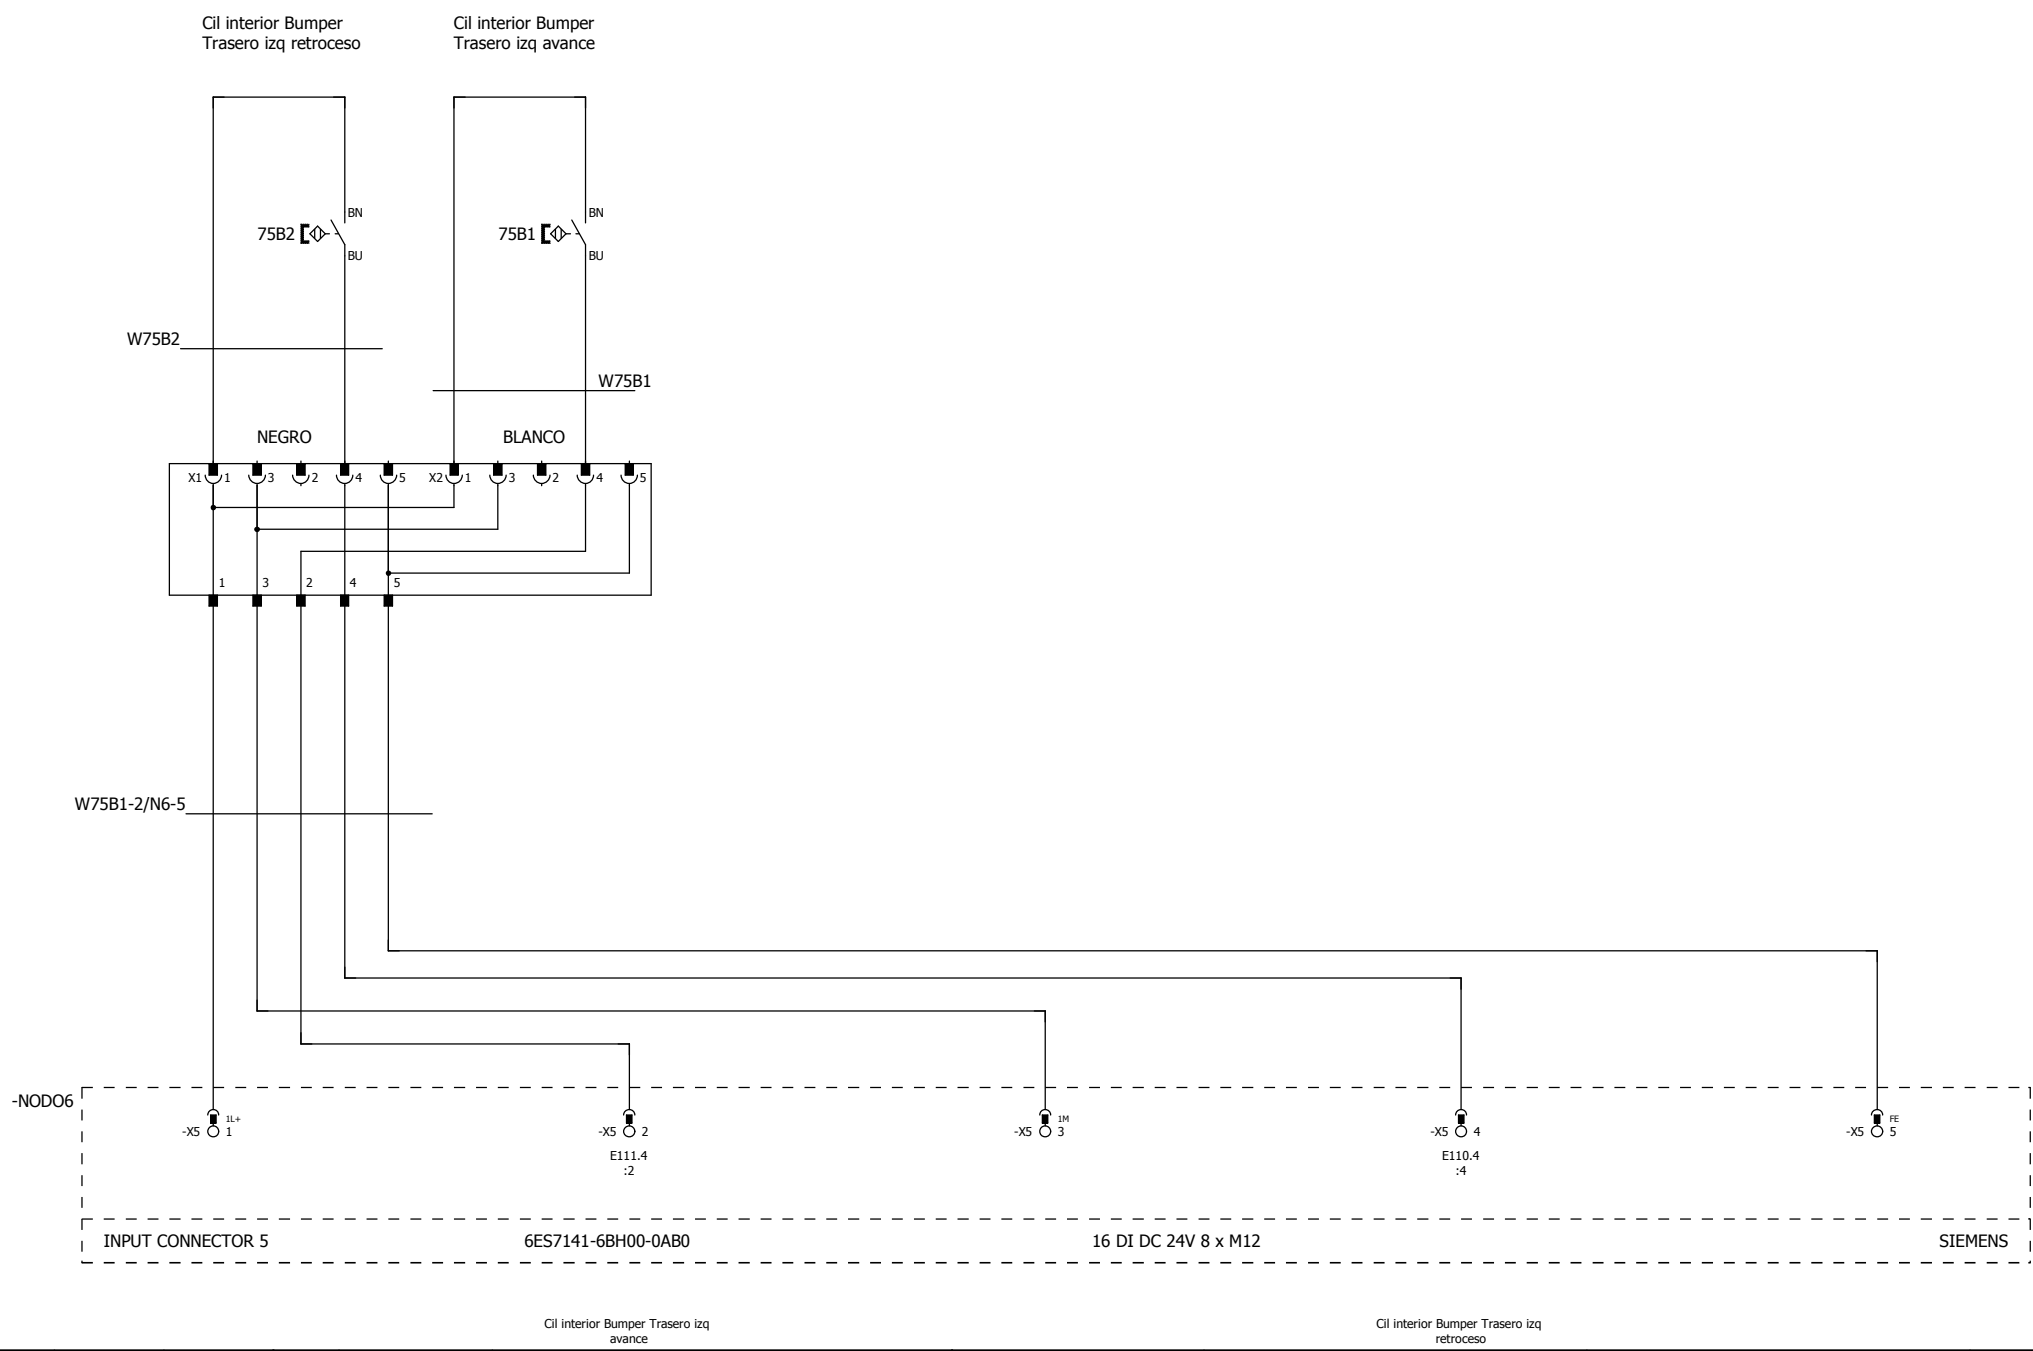 Cil interior Bumper
Trasero izq retroceso
Cil interior Bumper
Trasero izq avance
BN
BN
75B2
75B1
BU
BU
W75B2
W75B1
NEGRO
BLANCO
X1 1 3 2 4 5 X2 1 3 2 4 5
1 3 2 4 5
W75B1-2/N6-5
-NODO6
1L+ 1M FE
-X5 1 -X5 2 -X5 3 -X5 4 -X5 5
E111.4 E110.4
:2 :4
INPUT CONNECTOR 5 6ES7141-6BH00-0AB0 16 DI DC 24V 8 x M12 SIEMENS
Cil interior Bumper Trasero izq
avance
Cil interior Bumper Trasero izq
retroceso